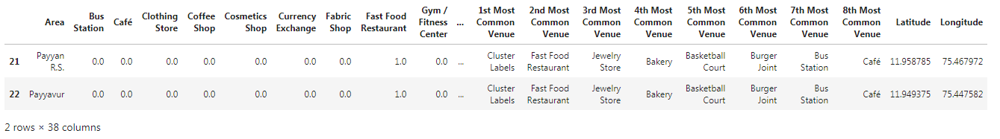 Area Bus Station Café Clothing Store Coffee Shop Cosmetics Shop Currency Exchange Fabric Shop Fast Food Restaurant Gym / Fitness Center ... 1st Most Common Venue 2nd Most Common Venue 3rd Most Common Venue 4th Most Common Venue 5th Most Common Venue 6th Most Common Venue 7th Most Common Venue 8th Most Common Venue Latitude Longitude
21 Payyan R.S. 0.0 0.0 0.0 0.0 0.0 0.0 0.0 1.0 0.0 ... Cluster Labels Fast Food Restaurant Jewelry Store Bakery Basketball Court Burger Joint Bus Station Café 11.958785 75.467972
22 Payyavur 0.0 0.0 0.0 0.0 0.0 0.0 0.0 1.0 0.0 ... Cluster Labels Fast Food Restaurant Jewelry Store Bakery Basketball Court Burger Joint Bus Station Café 11.949375 75.447582
2 rows × 38 columns